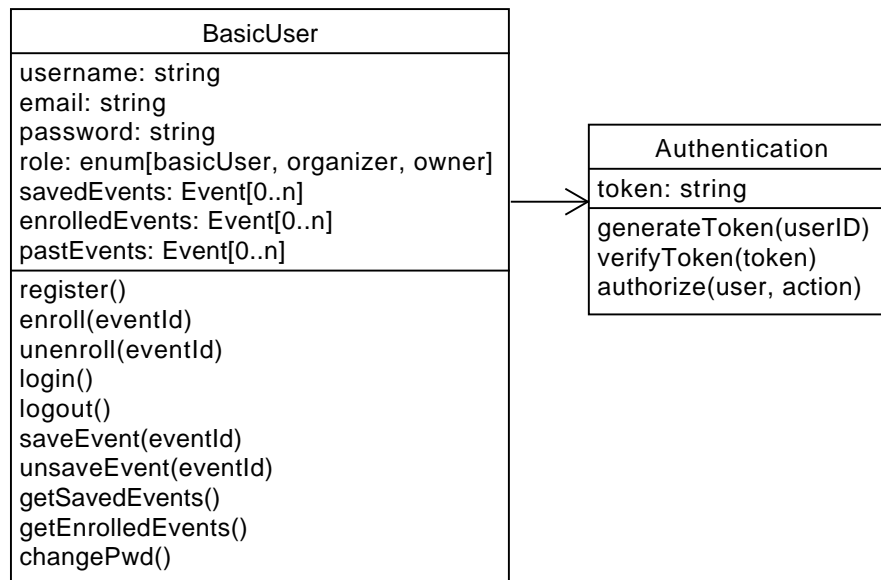 BasicUser
username: string
email: string
password: string
role: enum[basicUser, organizer, owner]
savedEvents: Event[0..n]
enrolledEvents: Event[0..n]
pastEvents: Event[0..n]
register()
enroll(eventId)
unenroll(eventId)
login()
logout()
saveEvent(eventId)
unsaveEvent(eventId)
getSavedEvents()
getEnrolledEvents()
changePwd()
Authentication
token: string
generateToken(userID)
verifyToken(token)
authorize(user, action)